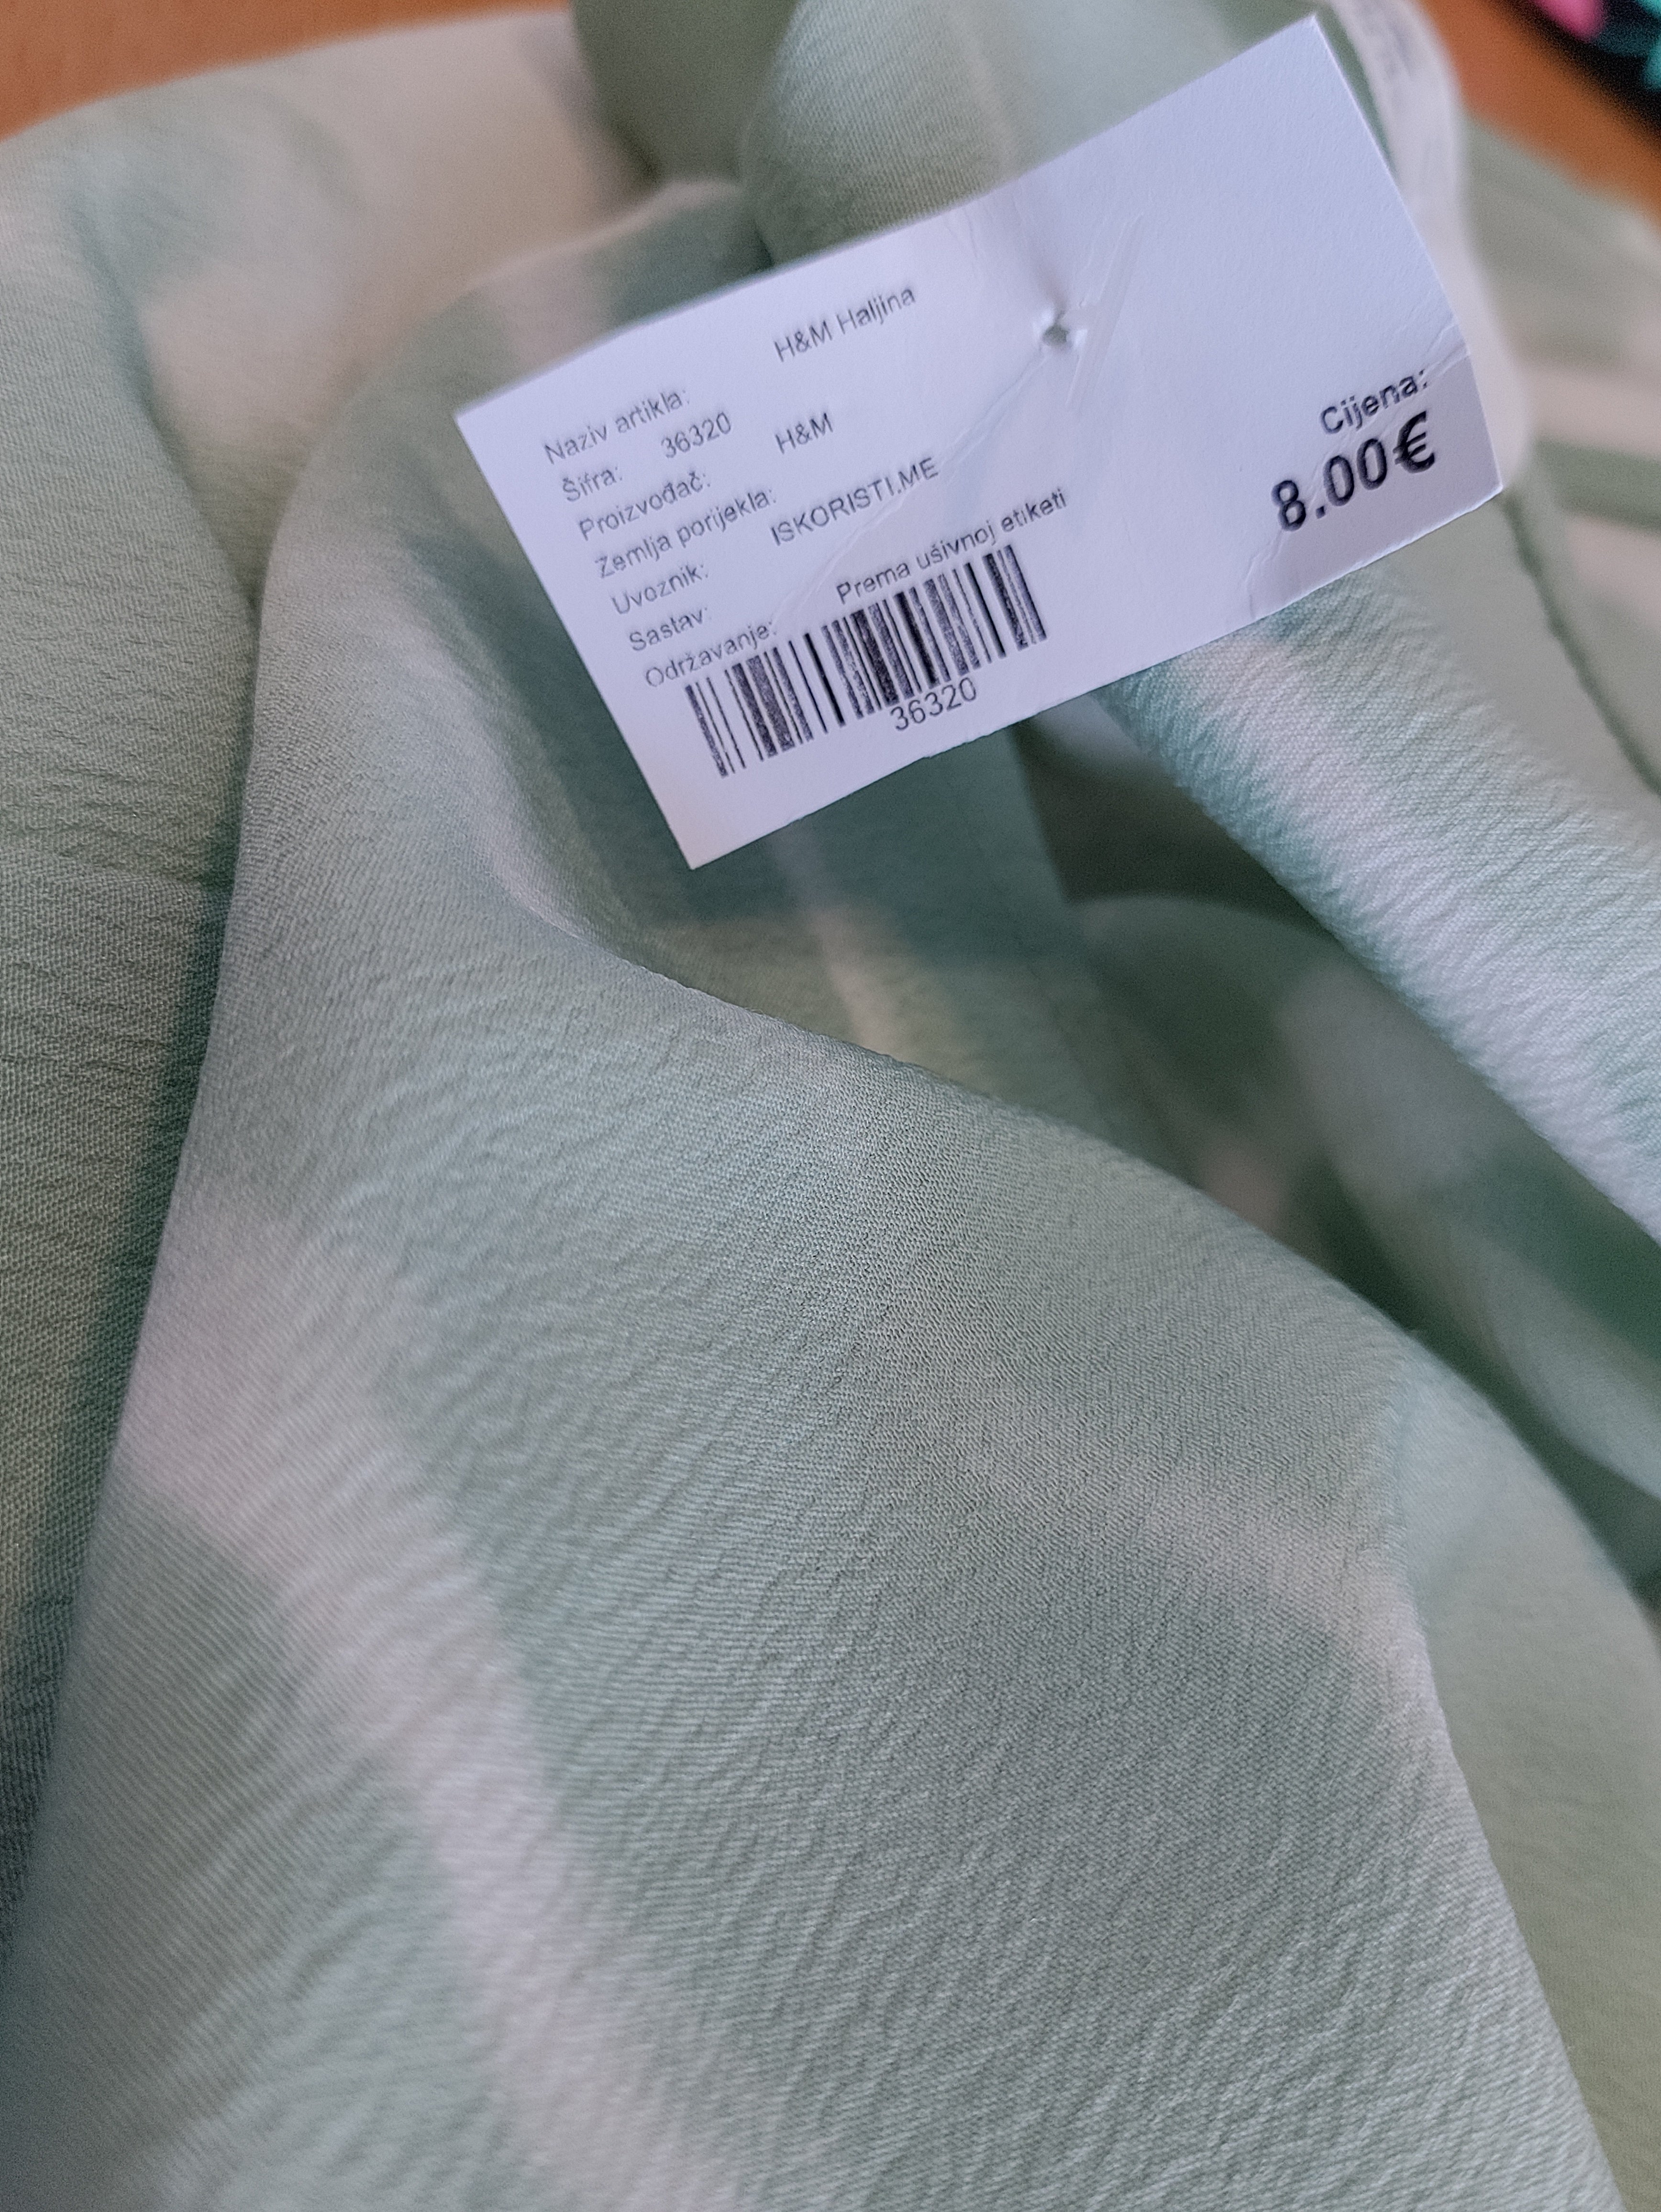 Naziv artikla: H&M Haljina
Šifra: 36320
Proizvođač: H&M
Zemlja porijekla:
Uvoznik: ISKORISTI.ME
Sastav:
Održavanje: Prema ušivnoj etiketi
36320
Cijena:
8.00€